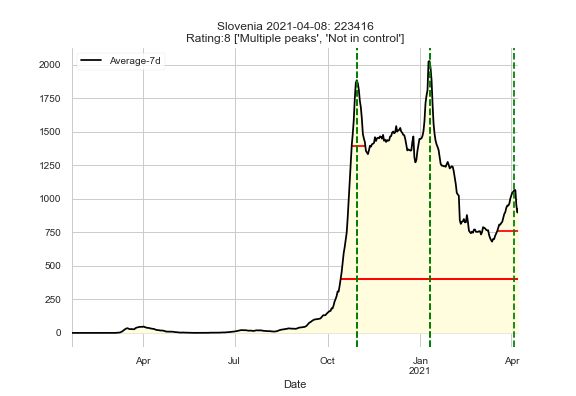 Slovenia 2021-04-08: 223416
Rating:8 ['Multiple peaks', 'Not in control']
Average-7d
2000
1750
1500
1250
1000
750
500
250
0
Apr
Jul
Oct
Jan
2021
Apr
Date